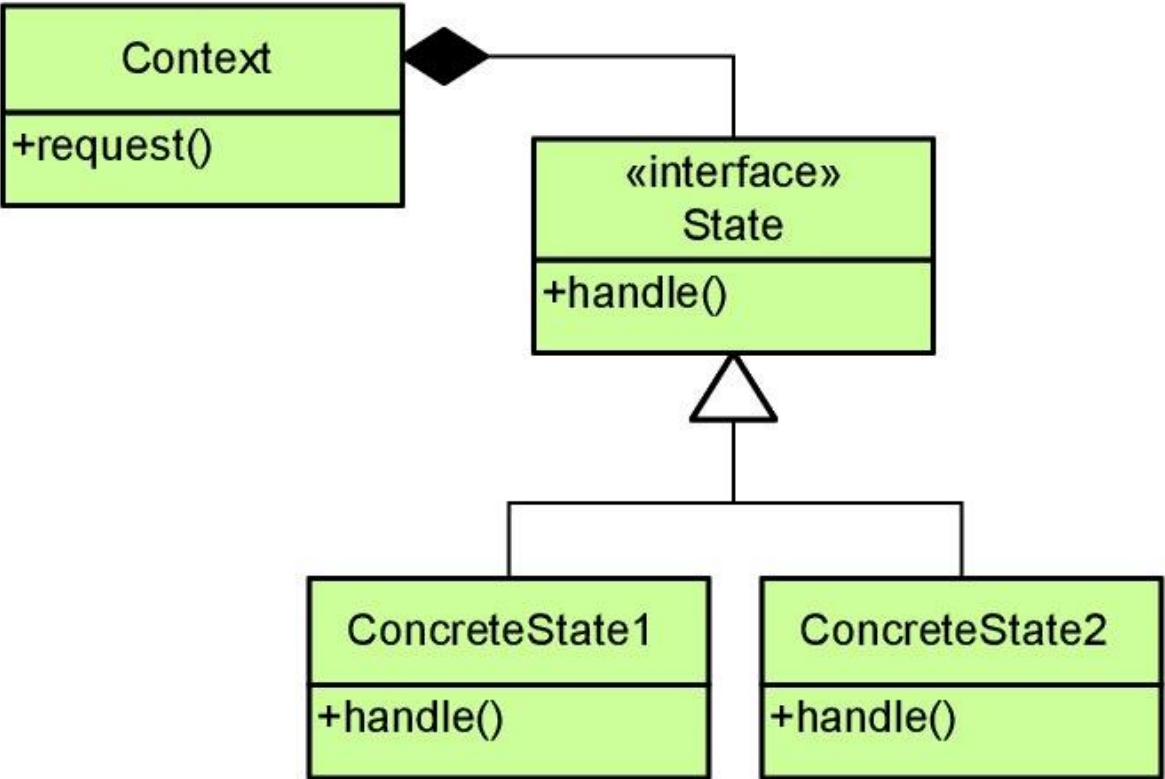 Context
+request()
«interface»
State
+handle()
ConcreteState1
+handle()
ConcreteState2
+handle()